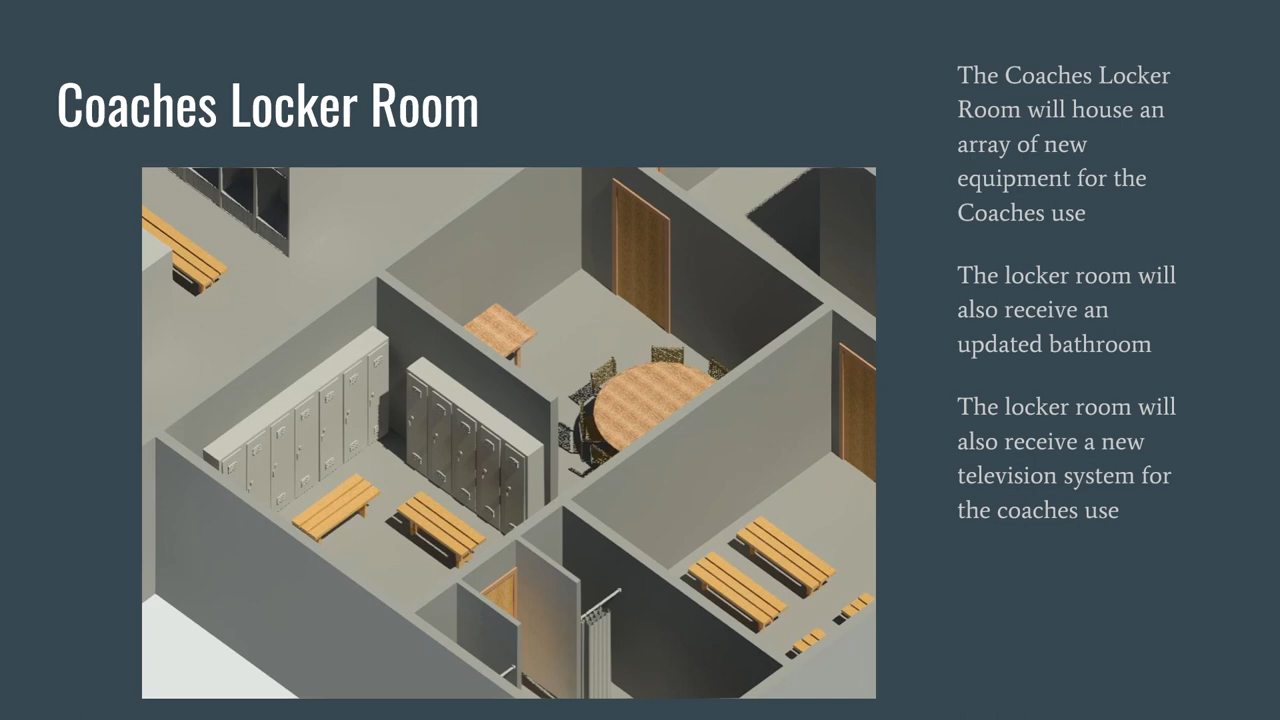 Coaches Locker Room
The Coaches Locker
Room will house an
array of new
equipment for the
Coaches use
The locker room will
also receive an
updated bathroom
The locker room will
also receive a new
television system for
the coaches use